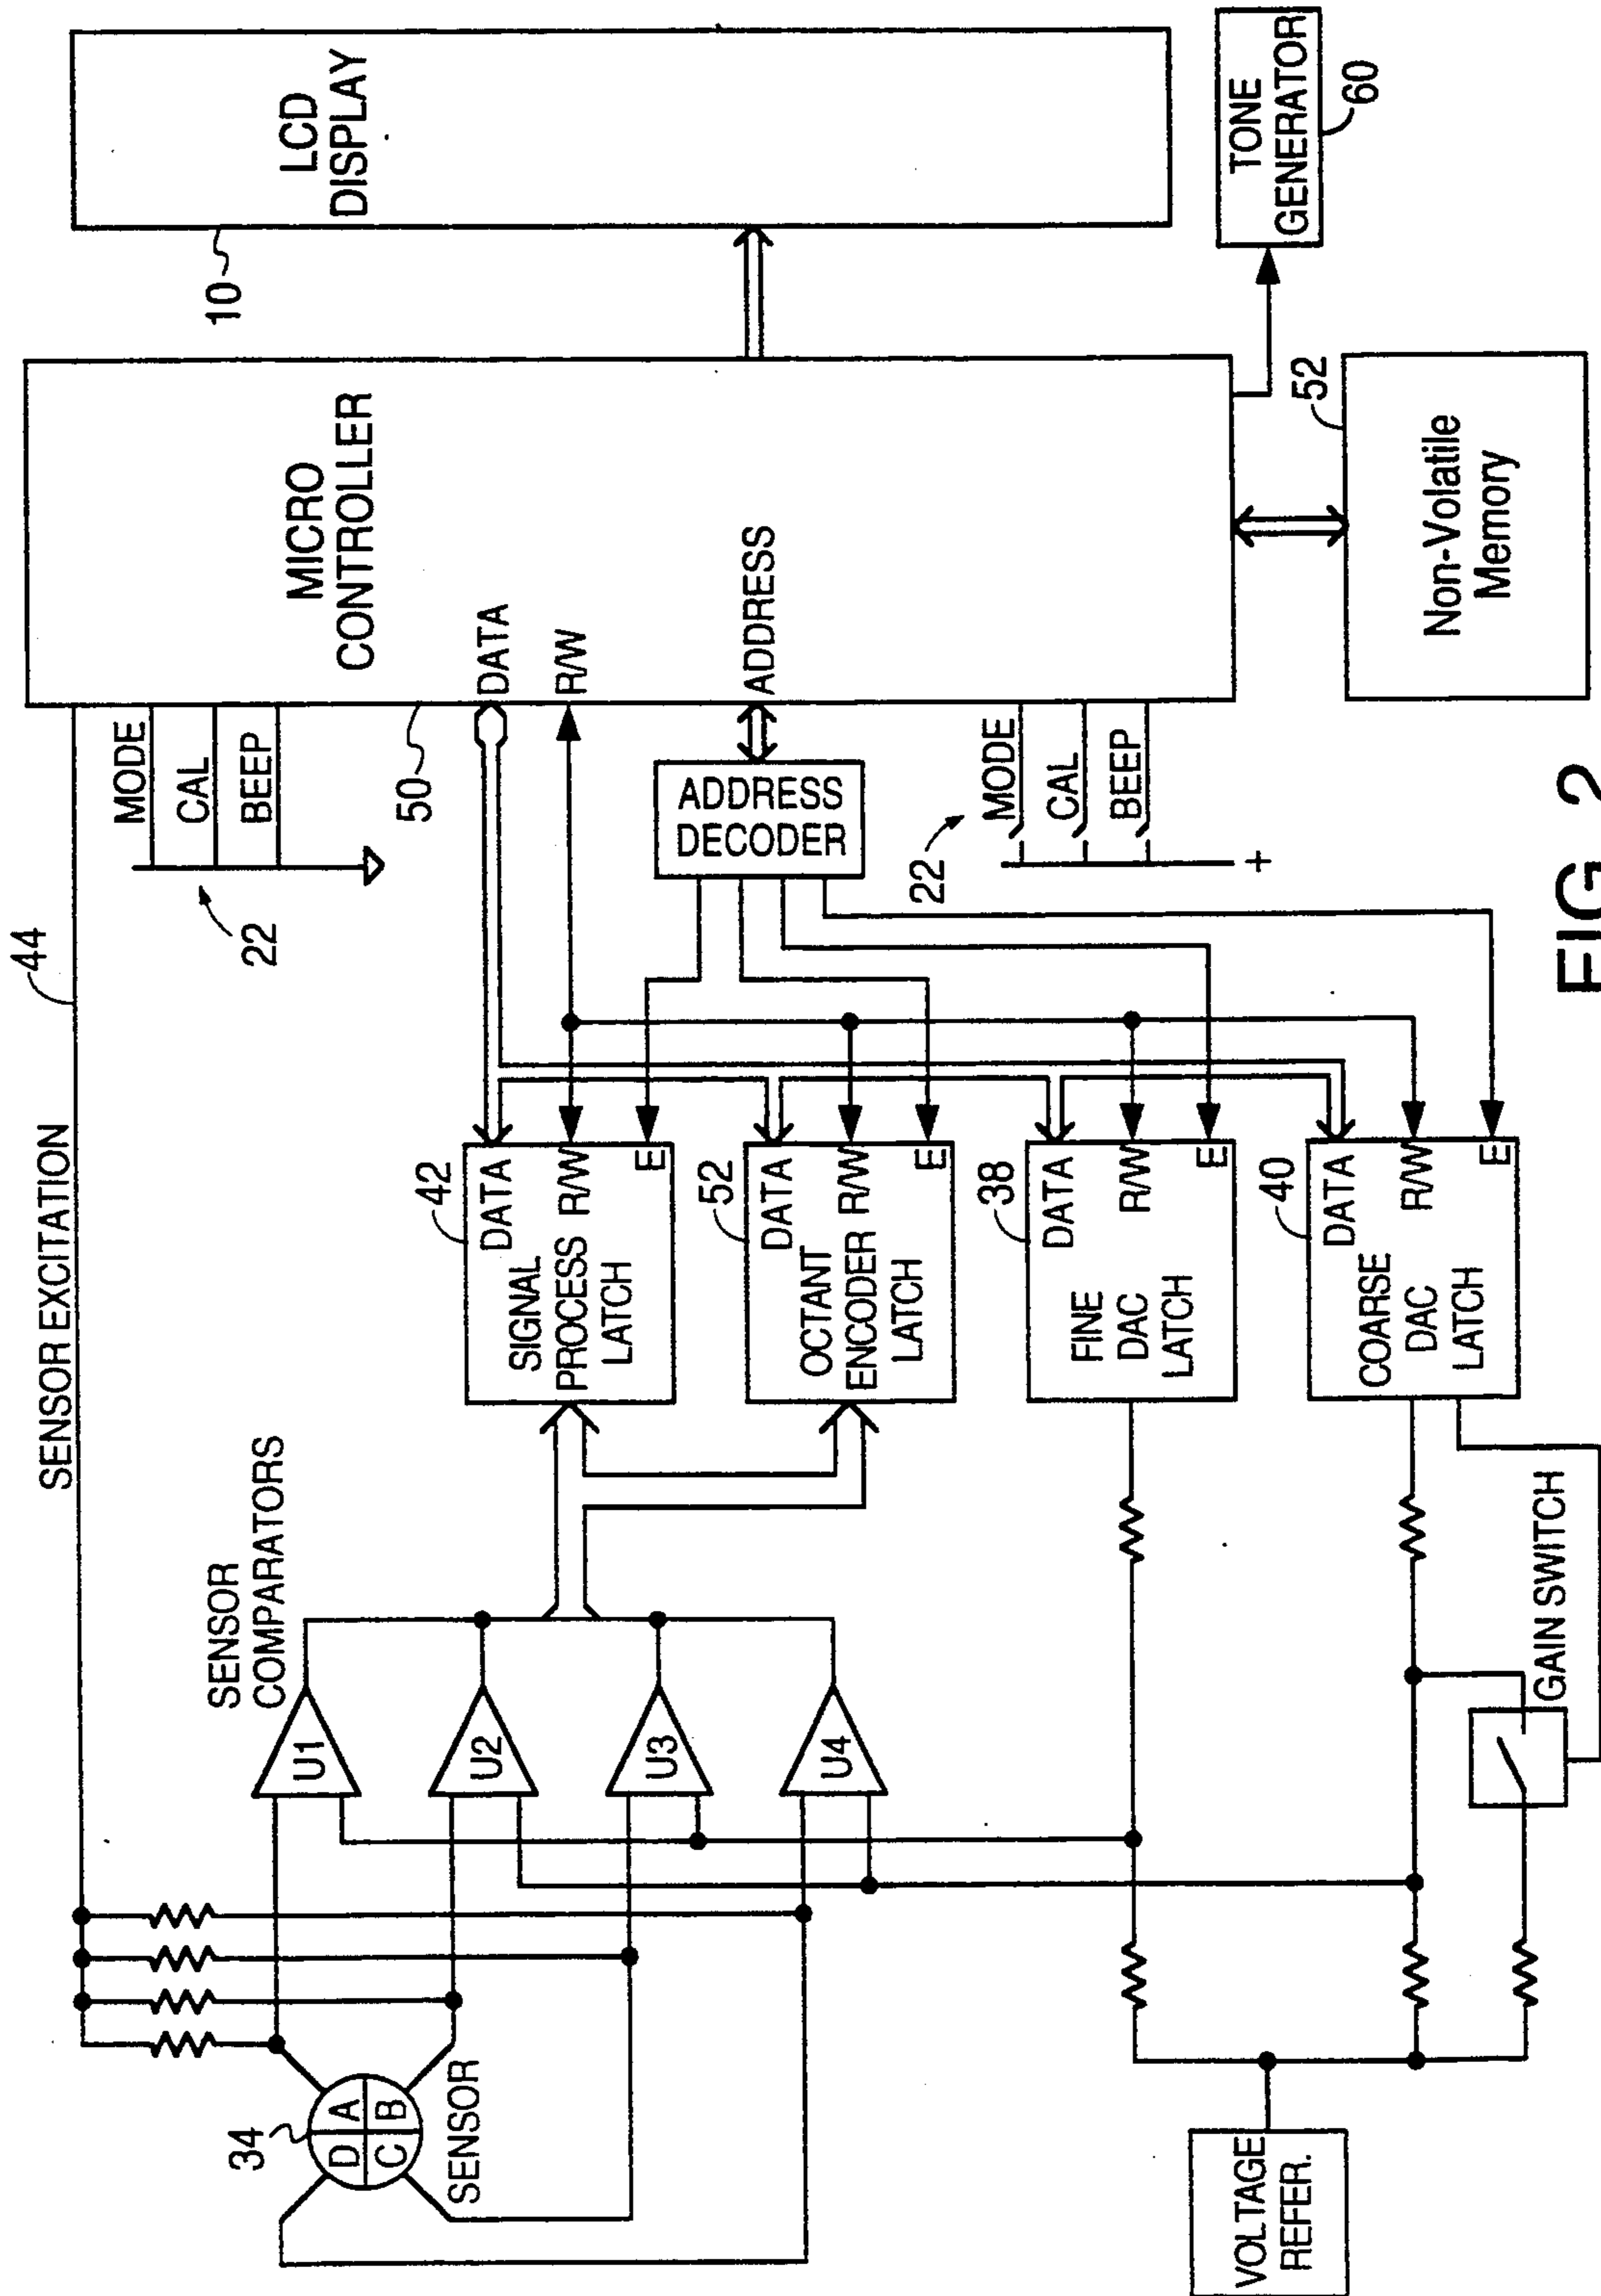 44
SENSOR EXCITATION
SENSOR
COMPARATORS
34
D
A
C
B
SENSOR
U1
U2
U3
U4
MODE
CAL
BEEP
22
50
MICRO
CONTROLLER
DATA
R/W
ADDRESS
10
LCD
DISPLAY
42
DATA
SIGNAL
PROCESS R/W
LATCH
E
52
DATA
OCTANT
ENCODER R/W
LATCH
E
38
DATA
FINE
DAC
R/W
LATCH
E
40
DATA
COARSE
DAC
R/W
LATCH
E
ADDRESS
DECODER
22
MODE
CAL
BEEP
+
GAIN SWITCH
VOLTAGE
REFER.
TONE
GENERATOR
60
52
Non-Volatile
Memory
FIG 2